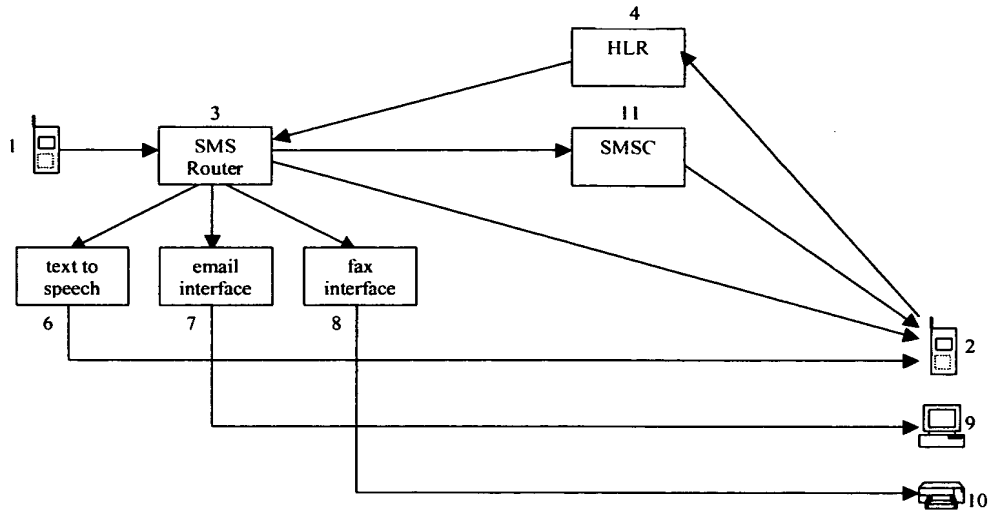 4
HLR
3
11
1
SMS
Router
SMSC
text to
speech
email
interface
fax
interface
6
7
8
2
9
10